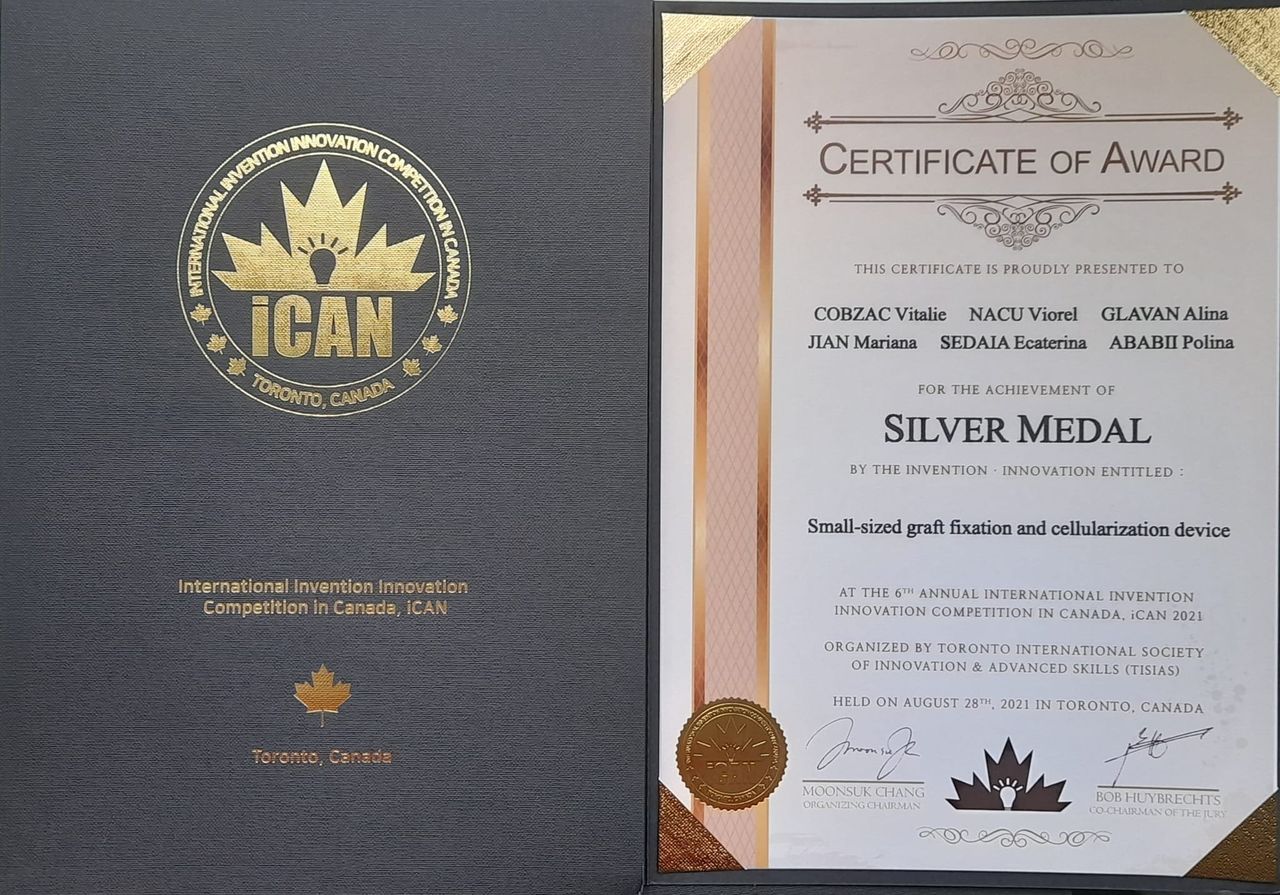 INTERNATIONAL INVENTION INNOVATION COMPETITION IN CANADA
iCAN
TORONTO, CANADA
International Invention Innovation
Competition in Canada, iCAN
Toronto, Canada
CERTIFICATE OF AWARD
THIS CERTIFICATE IS PROUDLY PRESENTED TO
COBZAC Vitalie NACU Viorel GLAVAN Alina
JIAN Mariana SEDAIA Ecaterina ABABII Polina
FOR THE ACHIEVEMENT OF
SILVER MEDAL
BY THE INVENTION · INNOVATION ENTITLED :
Small-sized graft fixation and cellularization device
AT THE 6TH ANNUAL INTERNATIONAL INVENTION
INNOVATION COMPETITION IN CANADA, iCAN 2021
ORGANIZED BY TORONTO INTERNATIONAL SOCIETY
OF INNOVATION & ADVANCED SKILLS (TISIAS)
HELD ON AUGUST 28TH, 2021 IN TORONTO, CANADA
MOONSUK CHANG
ORGANIZING CHAIRMAN
BOB HUYBRECHTS
CO-CHAIRMAN OF THE JURY